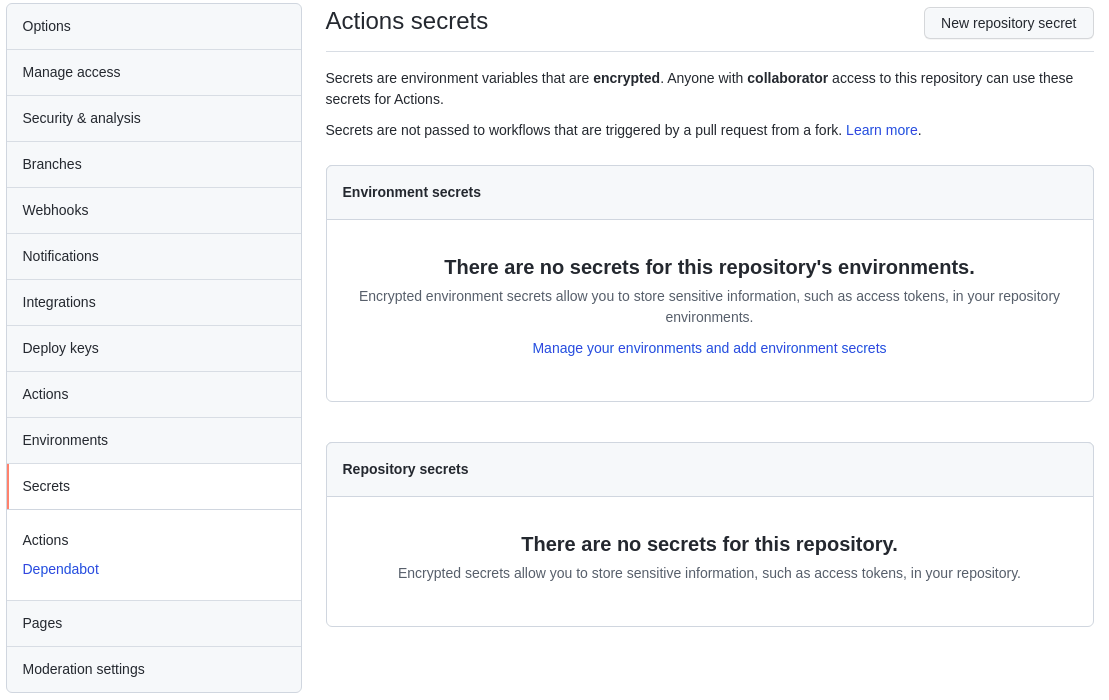 Options
Manage access
Security & analysis
Branches
Webhooks
Notifications
Integrations
Deploy keys
Actions
Environments
Secrets
Actions
Dependabot
Pages
Moderation settings
Actions secrets
New repository secret
Secrets are environment variables that are encrypted. Anyone with collaborator access to this repository can use these
secrets for Actions.
Secrets are not passed to workflows that are triggered by a pull request from a fork. Learn more.
Environment secrets
There are no secrets for this repository's environments.
Encrypted environment secrets allow you to store sensitive information, such as access tokens, in your repository
environments.
Manage your environments and add environment secrets
Repository secrets
There are no secrets for this repository.
Encrypted secrets allow you to store sensitive information, such as access tokens, in your repository.